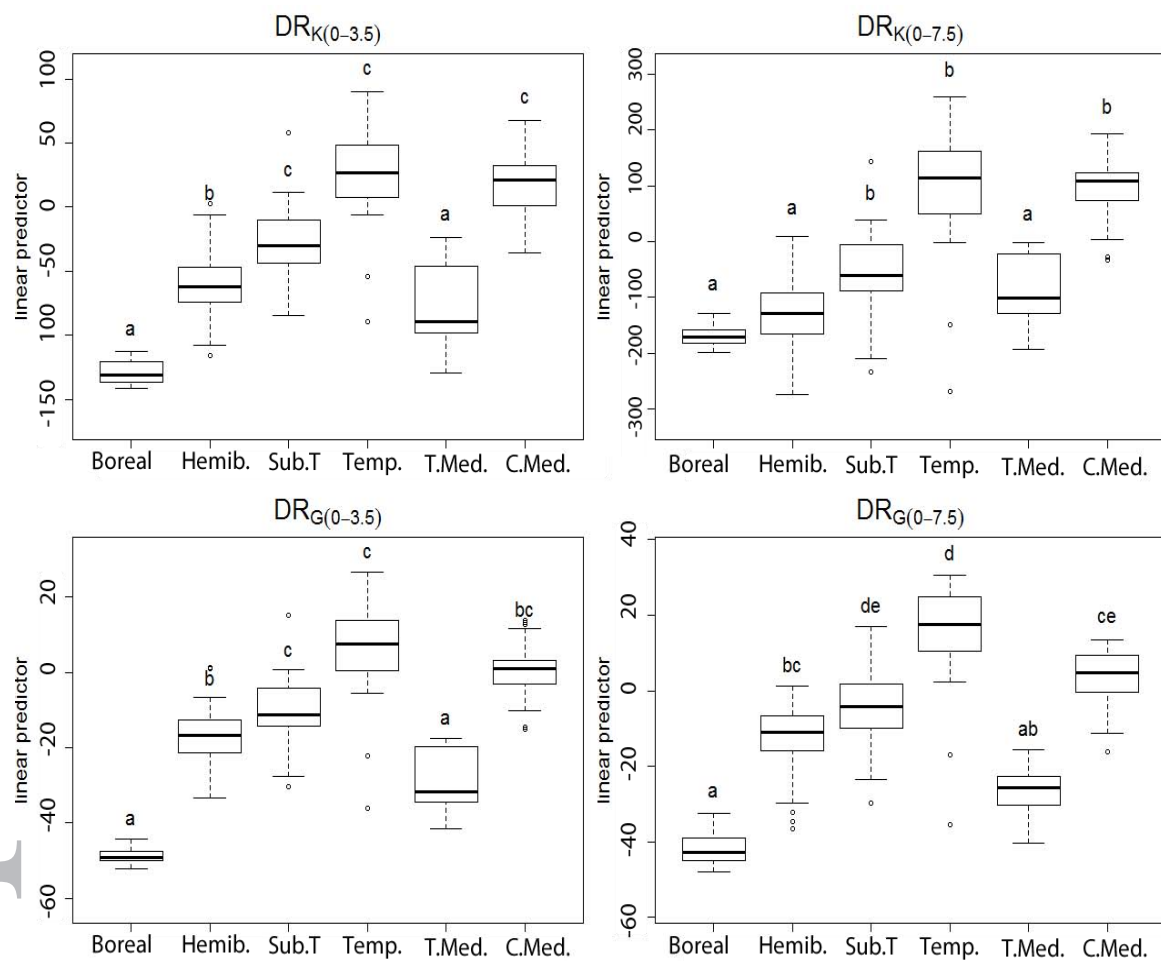 DRK(0–3.5)
linear predictor
100
50
0
-50
-100
-150
a
b
c
c
a
c
Boreal Hemib. Sub.T Temp. T.Med. C.Med.
DRK(0–7.5)
linear predictor
300
200
100
0
-100
-200
-300
a
a
b
b
a
b
Boreal Hemib. Sub.T Temp. T.Med. C.Med.
DRG(0–3.5)
linear predictor
20
0
-20
-40
-60
a
b
c
c
a
bc
Boreal Hemib. Sub.T Temp. T.Med. C.Med.
DRG(0–7.5)
linear predictor
40
20
0
-20
-40
-60
a
bc
de
d
ab
ce
Boreal Hemib. Sub.T Temp. T.Med. C.Med.